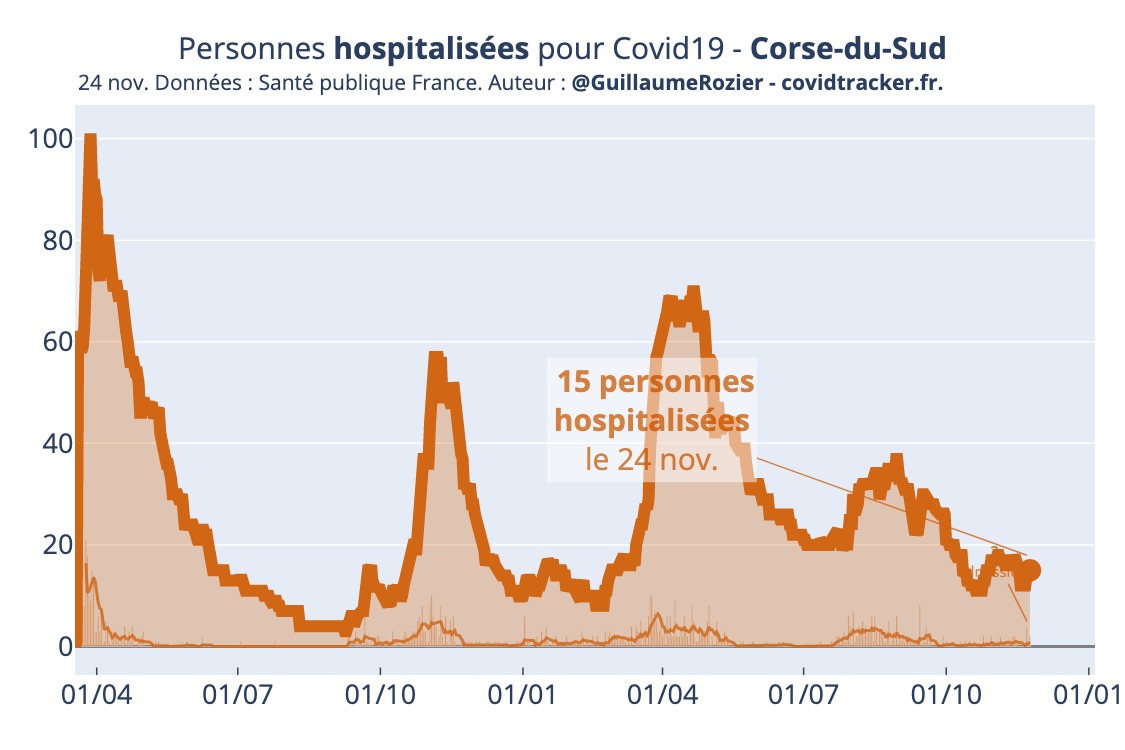 Personnes hospitalisées pour Covid19 - Corse-du-Sud
24 nov. Données : Santé publique France. Auteur : @GuillaumeRozier - covidtracker.fr.
100
80
60
40
20
0
15 personnes
hospitalisées
le 24 nov.
01/04
01/07
01/10
01/01
01/04
01/07
01/10
01/01